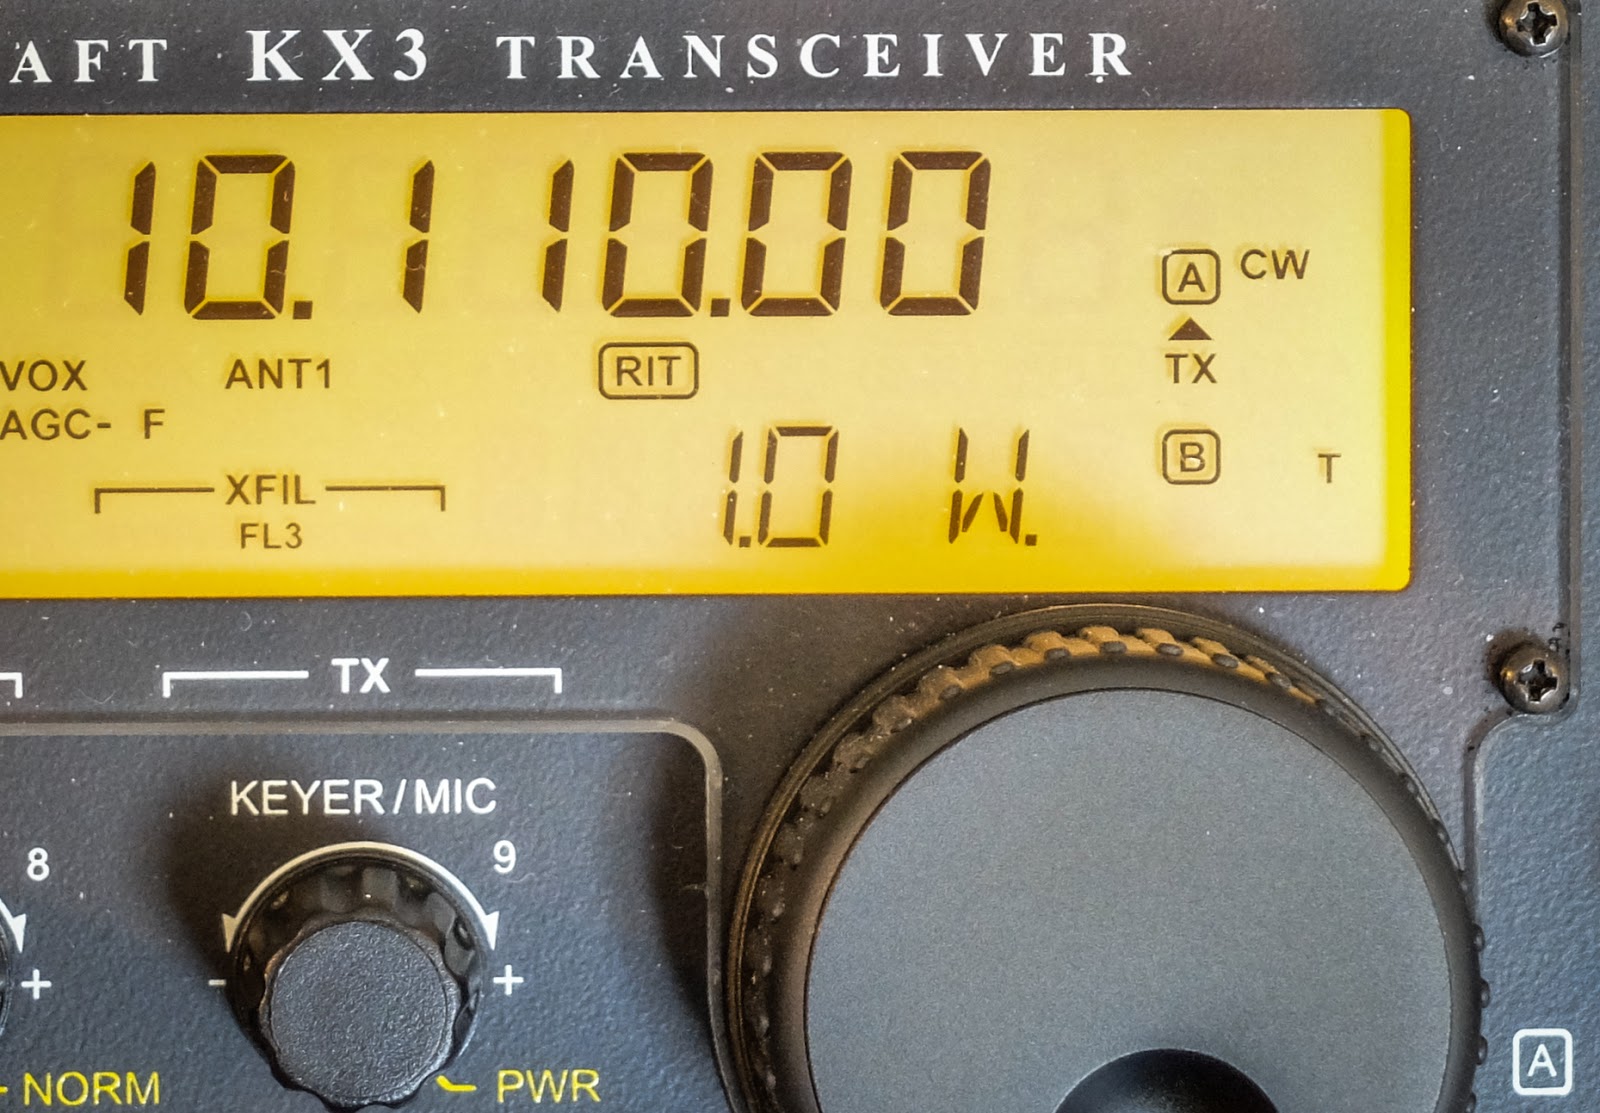 AFT KX3 TRANSCEIVER
10.110.00
A CW
VOX ANT1 RIT TX
AGC- F
1.0 W.
B T
XFIL
FL3
TX
KEYER/MIC
8 9
+ - +
NORM PWR
A